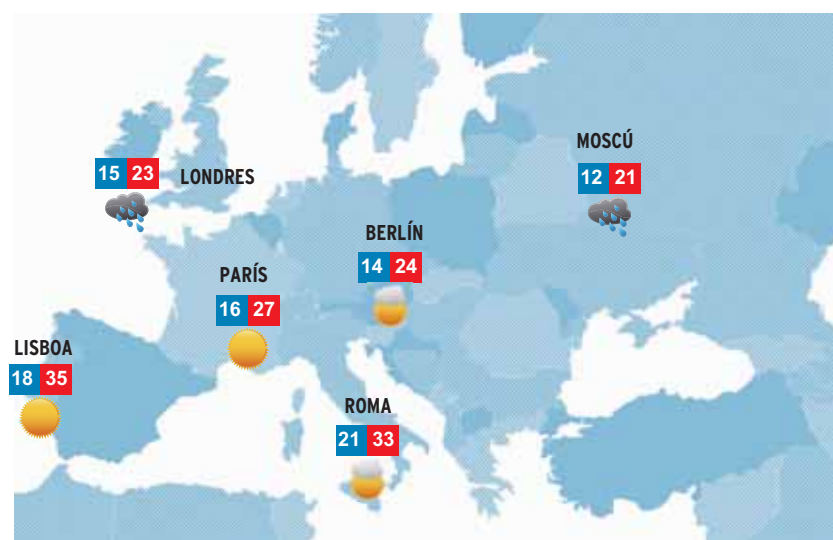 MOSCÚ
12 21
15 23
LONDRES
BERLÍN
14 24
PARÍS
16 27
LISBOA
18 35
ROMA
21 33